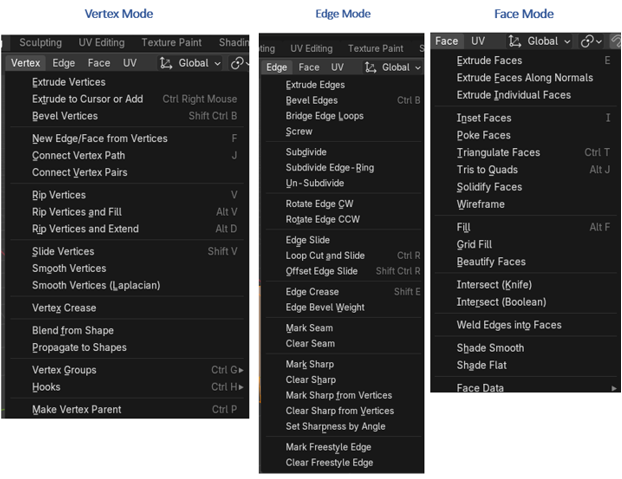 Vertex Mode
Sculpting UV Editing Texture Paint Shadin
Vertex Edge Face UV Global
Extrude Vertices
Extrude to Cursor or Add Ctrl Right Mouse
Bevel Vertices Shift Ctrl B
New Edge/Face from Vertices F
Connect Vertex Path J
Connect Vertex Pairs
Rip Vertices V
Rip Vertices and Fill Alt V
Rip Vertices and Extend Alt D
Slide Vertices Shift V
Smooth Vertices
Smooth Vertices (Laplacian)
Vertex Crease
Blend from Shape
Propagate to Shapes
Vertex Groups Ctrl G
Hooks Ctrl H
Make Vertex Parent Ctrl P
Edge Mode
ting UV Editing Texture Paint S
Edge Face UV Global
Extrude Edges
Bevel Edges Ctrl B
Bridge Edge Loops
Screw
Subdivide
Subdivide Edge-Ring
Un-Subdivide
Rotate Edge CW
Rotate Edge CCW
Edge Slide
Loop Cut and Slide Ctrl R
Offset Edge Slide Shift Ctrl R
Edge Crease Shift E
Edge Bevel Weight
Mark Seam
Clear Seam
Mark Sharp
Clear Sharp
Mark Sharp from Vertices
Clear Sharp from Vertices
Set Sharpness by Angle
Mark Freestyle Edge
Clear Freestyle Edge
Face Mode
Face UV Global
Extrude Faces E
Extrude Faces Along Normals
Extrude Individual Faces
Inset Faces I
Poke Faces
Triangulate Faces Ctrl T
Tris to Quads Alt J
Solidify Faces
Wireframe
Fill Alt F
Grid Fill
Beautify Faces
Intersect (Knife)
Intersect (Boolean)
Weld Edges into Faces
Shade Smooth
Shade Flat
Face Data